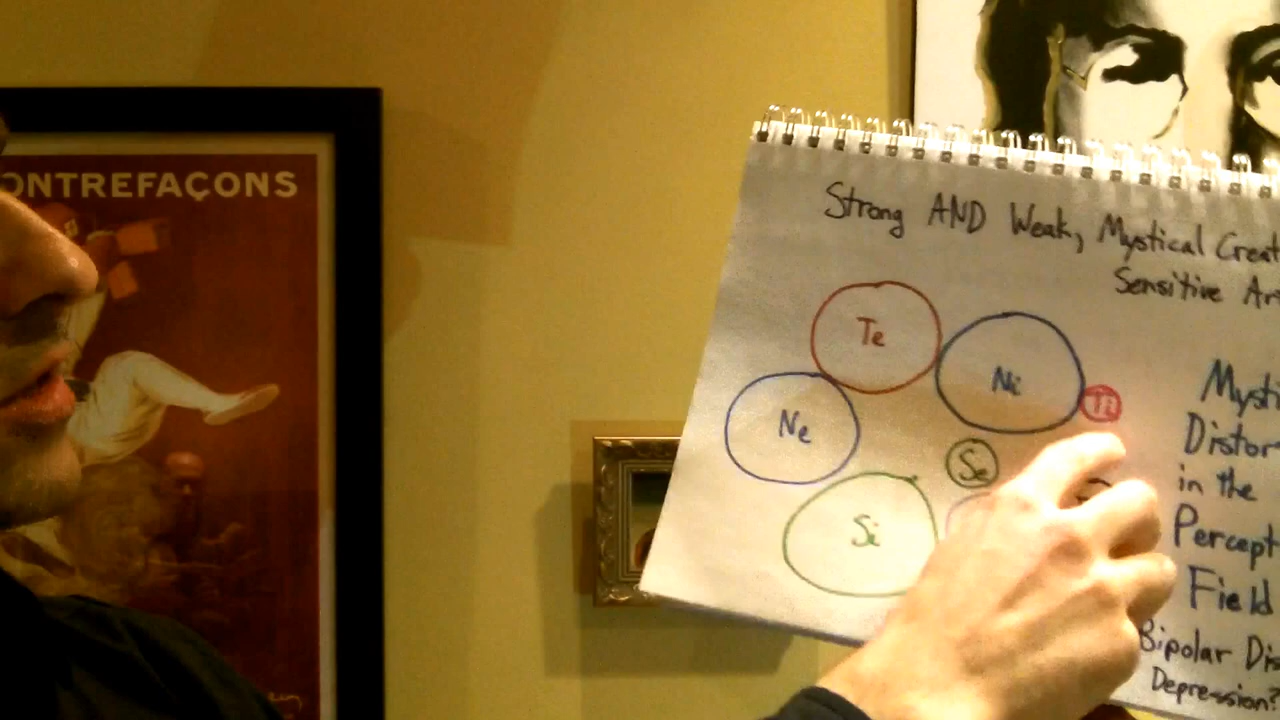 ONTREFAÇONS
Strong AND Weak, Mystical Creat
Sensitive Ar
Te
Ni
Ne
Se
Si
Mysti
Distor
in the
Percept
Field
Bipolar Dis
Depression?